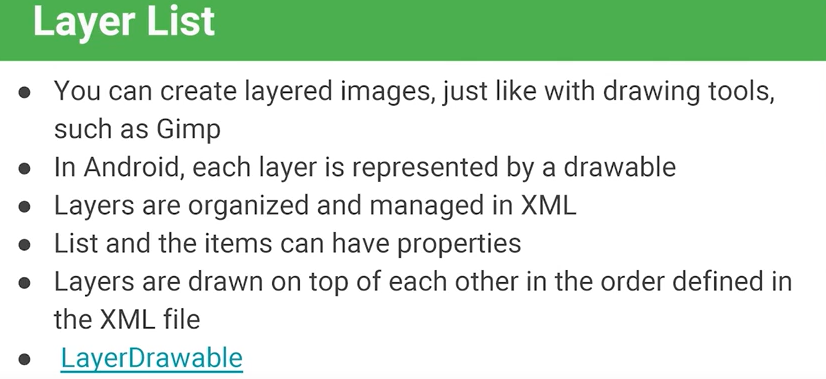 Layer List
● You can create layered images, just like with drawing tools,
such as Gimp
● In Android, each layer is represented by a drawable
● Layers are organized and managed in XML
● List and the items can have properties
● Layers are drawn on top of each other in the order defined in
the XML file
● LayerDrawable